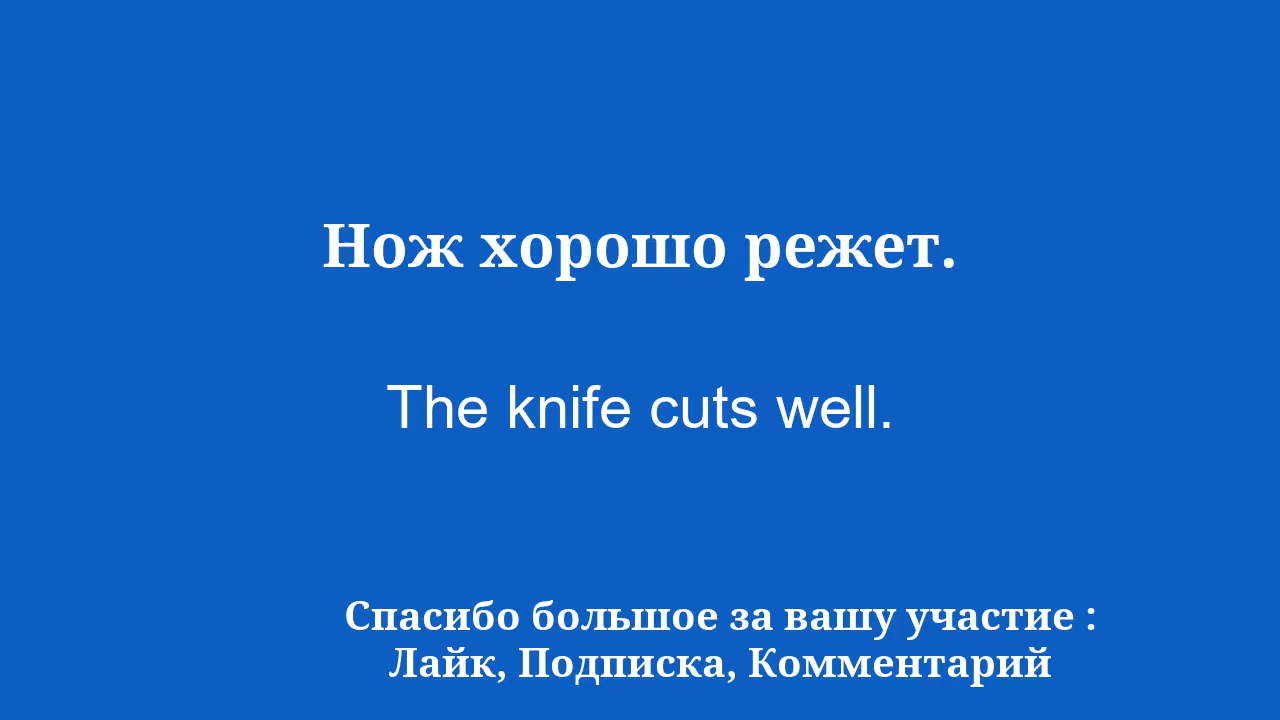 Нож хорошо режет.
The knife cuts well.
Спасибо большое за вашу участие :
Лайк, Подписка, Комментарий